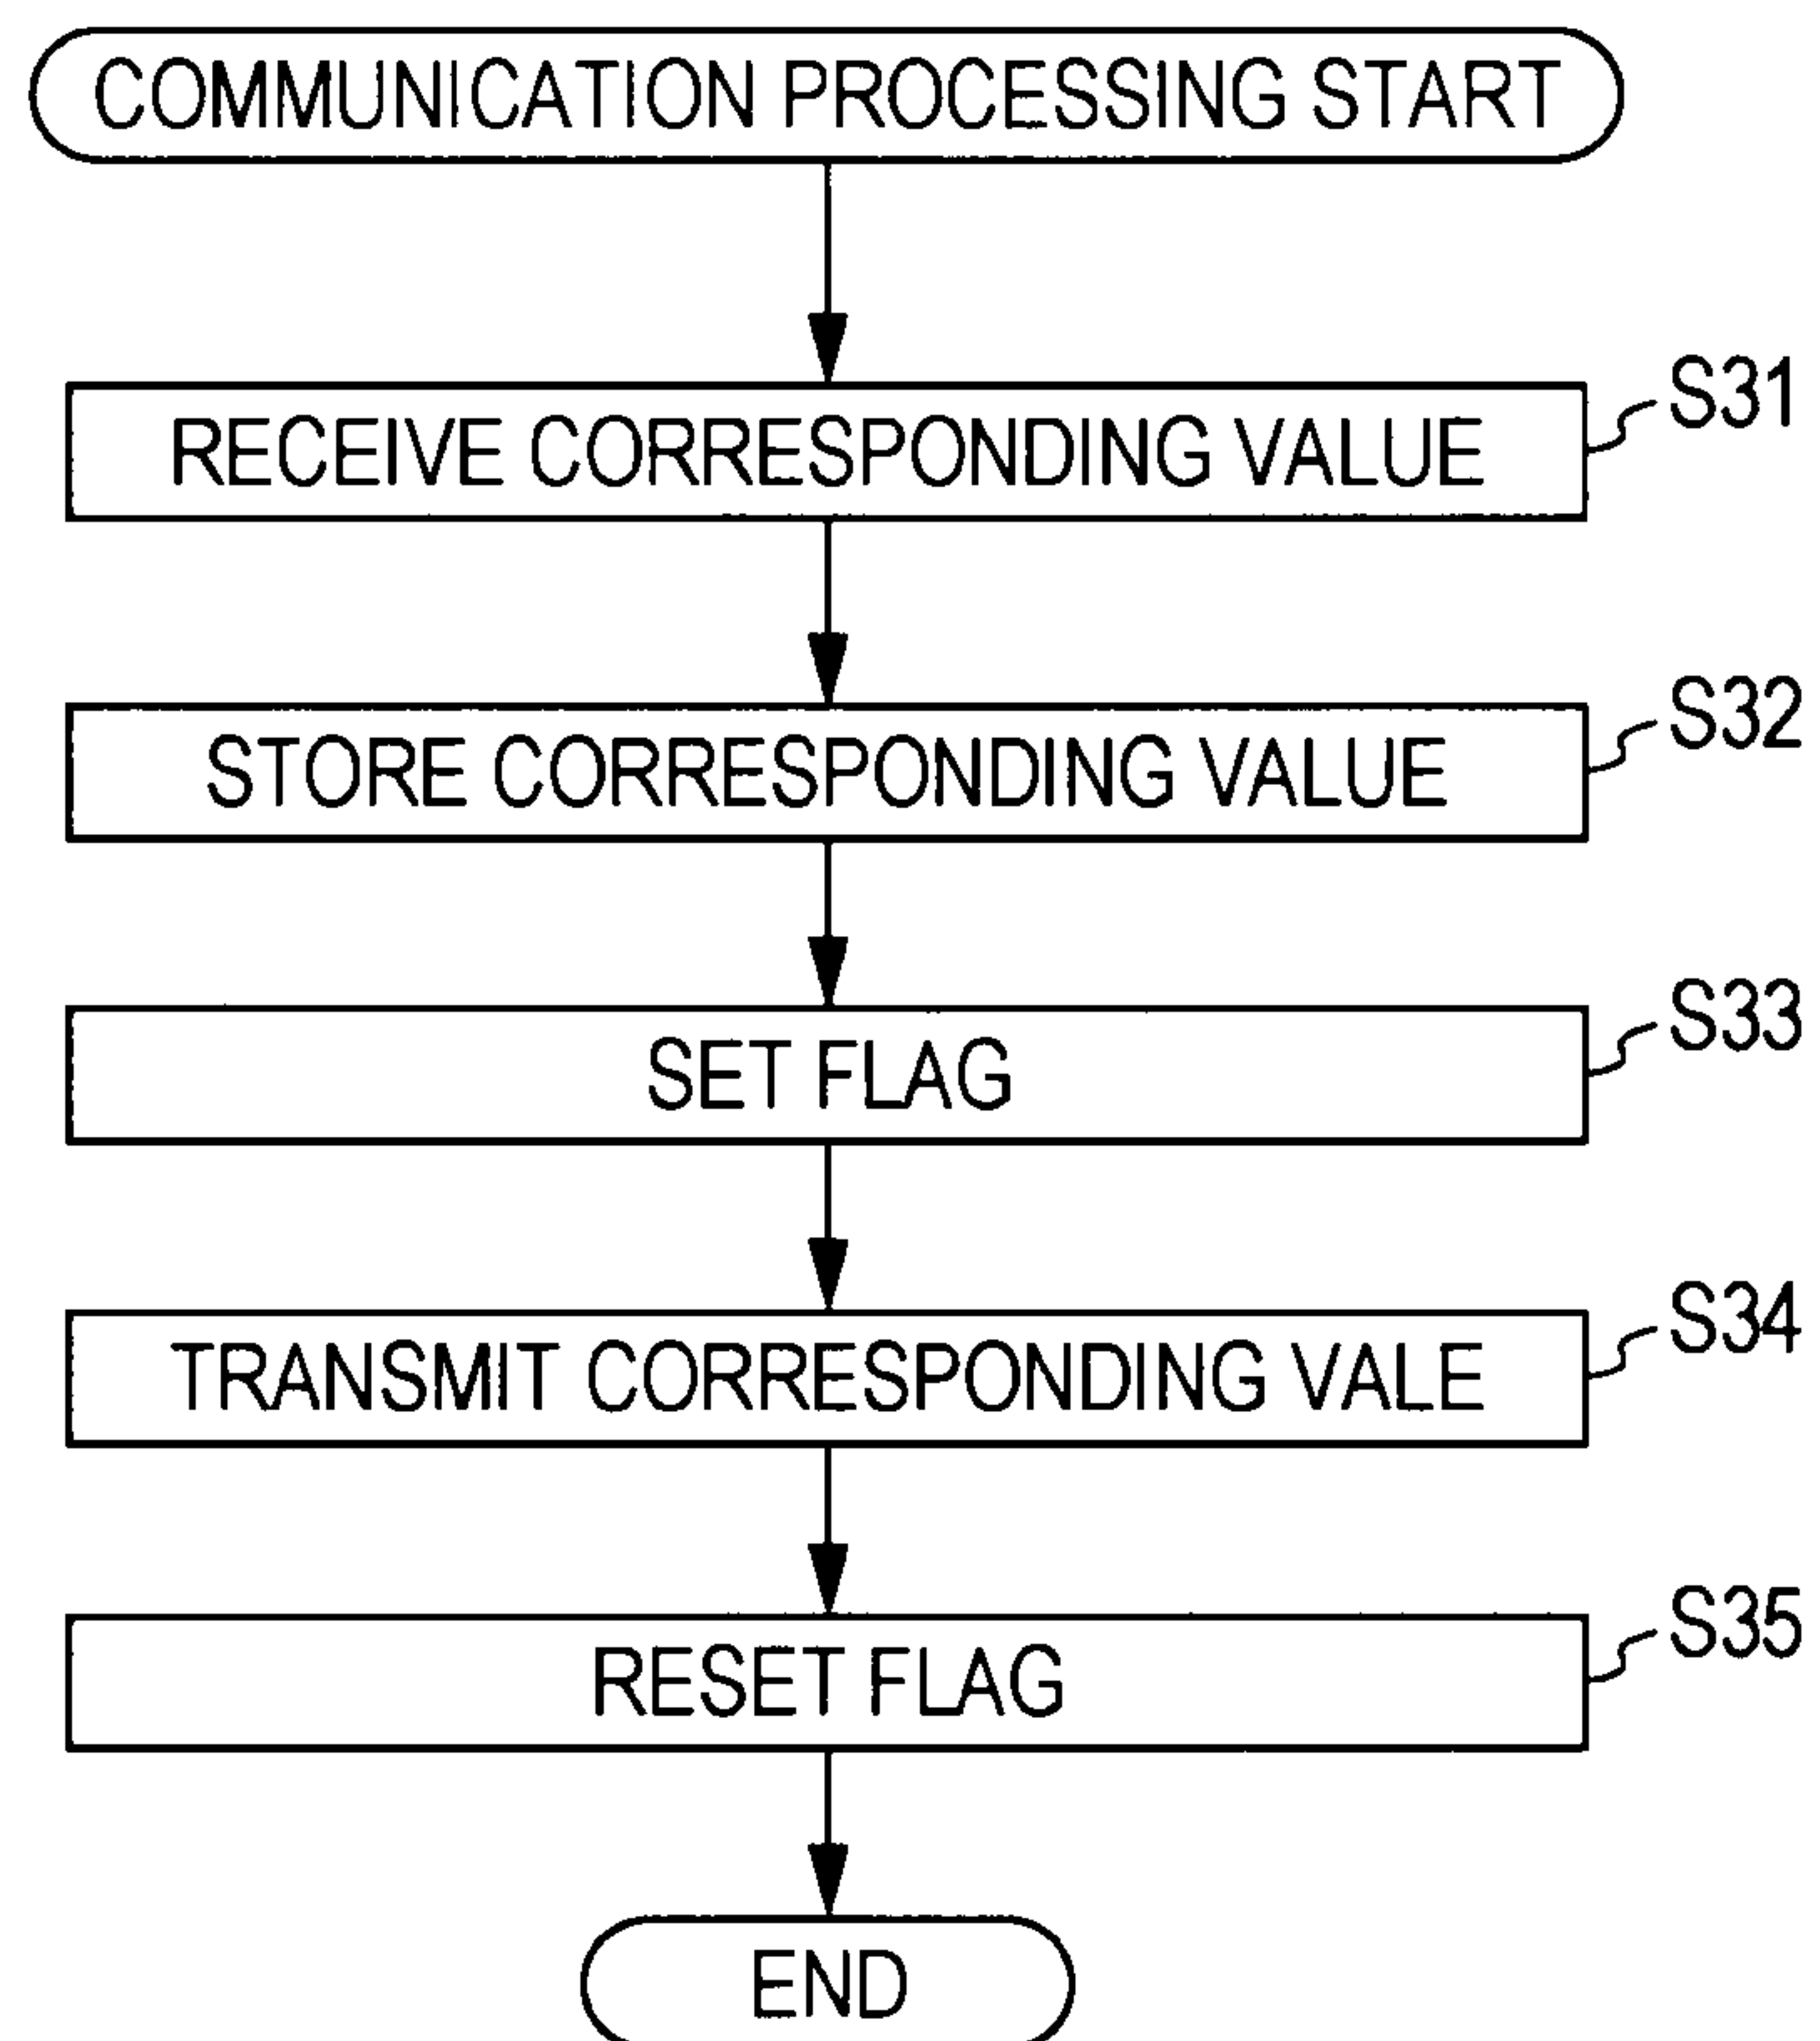 COMMUNICATION PROCESSING START
RECEIVE CORRESPONDING VALUE
S31
STORE CORRESPONDING VALUE
S32
SET FLAG
S33
TRANSMIT CORRESPONDING VALE
S34
RESET FLAG
S35
END